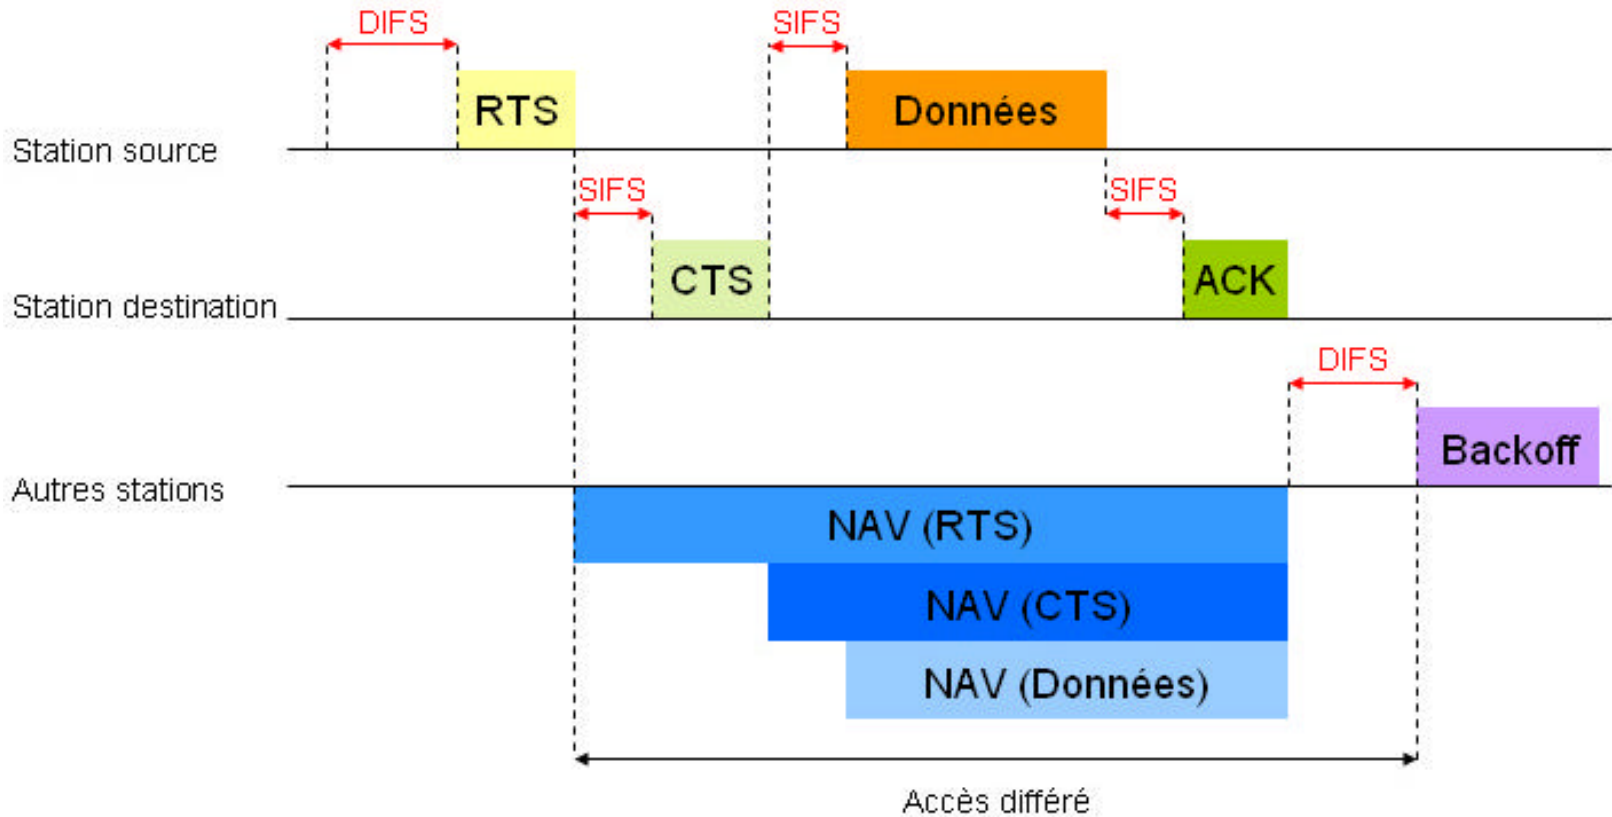 DIFS
SIFS
RTS
Données
Station source
SIFS
SIFS
CTS
ACK
Station destination
DIFS
Backoff
Autres stations
NAV (RTS)
NAV (CTS)
NAV (Données)
Accès différé